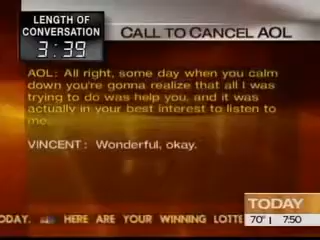 LENGTH OF
CONVERSATION
3:39
CALL TO CANCEL AOL
AOL: All right, some day when you calm
down you're gonna realize that all I was
trying to do was help you, and it was
actually in your best interest to listen to
me.
VINCENT: Wonderful, okay.
TODAY
ODAY. HERE ARE YOUR WINNING LOTTE
70° 7:50